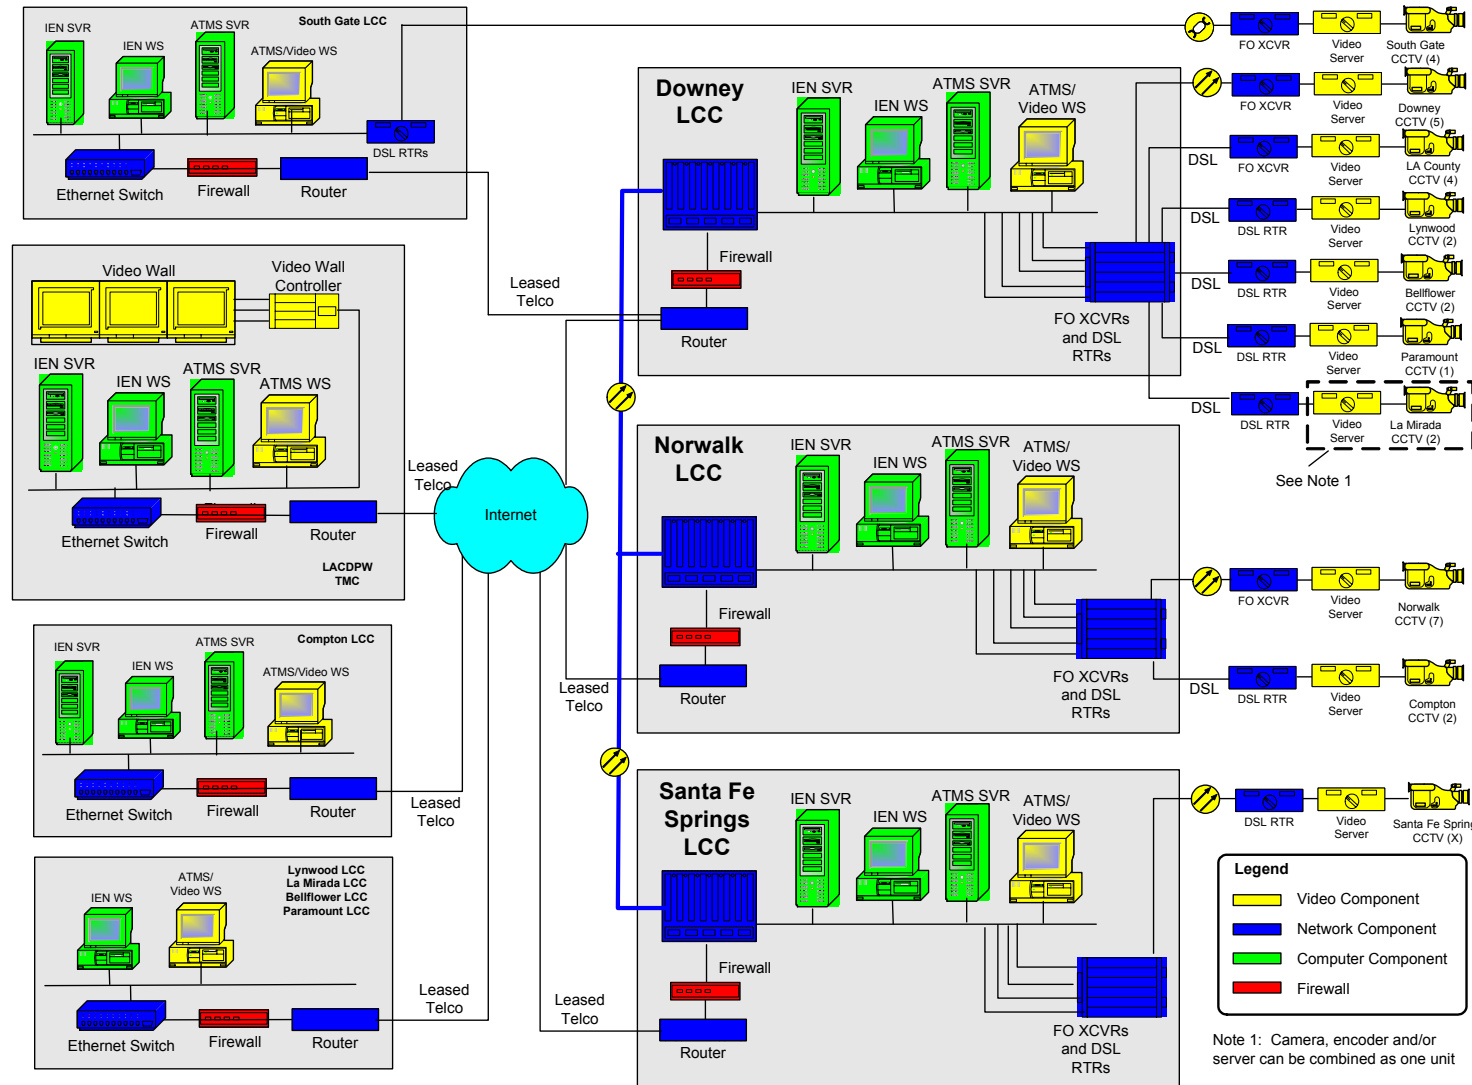 South Gate LCC
IEN SVR
IEN WS
ATMS SVR
ATMS/Video WS
DSL RTRs
Ethernet Switch
Firewall
Router
Video Wall
Video Wall
Controller
IEN SVR
IEN WS
ATMS SVR
ATMS WS
Ethernet Switch
Firewall
Router
LACDPW
TMC
Compton LCC
IEN SVR
IEN WS
ATMS SVR
ATMS/Video WS
Ethernet Switch
Firewall
Router
Lynwood LCC
La Mirada LCC
Bellflower LCC
Paramount LCC
IEN WS
ATMS/
Video WS
Ethernet Switch
Firewall
Router
Leased
Telco
Leased
Telco
Leased
Telco
Leased
Telco
Internet
Leased
Telco
Leased
Telco
Downey
LCC
IEN SVR
IEN WS
ATMS SVR
ATMS/
Video WS
Firewall
Router
FO XCVRs
and DSL
RTRs
Norwalk
LCC
IEN SVR
IEN WS
ATMS SVR
ATMS/
Video WS
Firewall
Router
FO XCVRs
and DSL
RTRs
Santa Fe
Springs
LCC
IEN SVR
IEN WS
ATMS SVR
ATMS/
Video WS
Firewall
Router
FO XCVRs
and DSL
RTRs
FO XCVR
Video
Server
South Gate
CCTV (4)
FO XCVR
Video
Server
Downey
CCTV (5)
DSL
FO XCVR
Video
Server
LA County
CCTV (4)
DSL
DSL RTR
Video
Server
Lynwood
CCTV (2)
DSL
DSL RTR
Video
Server
Bellflower
CCTV (2)
DSL
DSL RTR
Video
Server
Paramount
CCTV (1)
DSL
DSL RTR
Video
Server
La Mirada
CCTV (2)
See Note 1
FO XCVR
Video
Server
Norwalk
CCTV (7)
DSL
DSL RTR
Video
Server
Compton
CCTV (2)
DSL RTR
Video
Server
Santa Fe Spring
CCTV (X)
Legend
Video Component
Network Component
Computer Component
Firewall
Note 1: Camera, encoder and/or
server can be combined as one unit